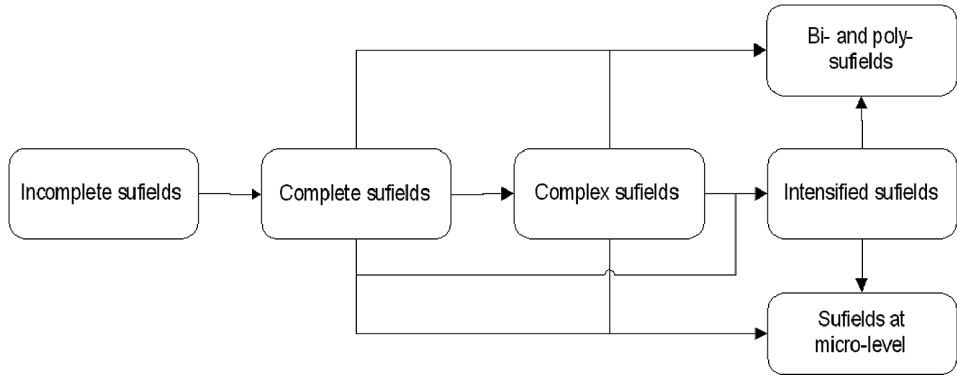 Bi- and poly-
sufields
Incomplete sufields
Complete sufields
Complex sufields
Intensified sufields
Sufields at
micro-level